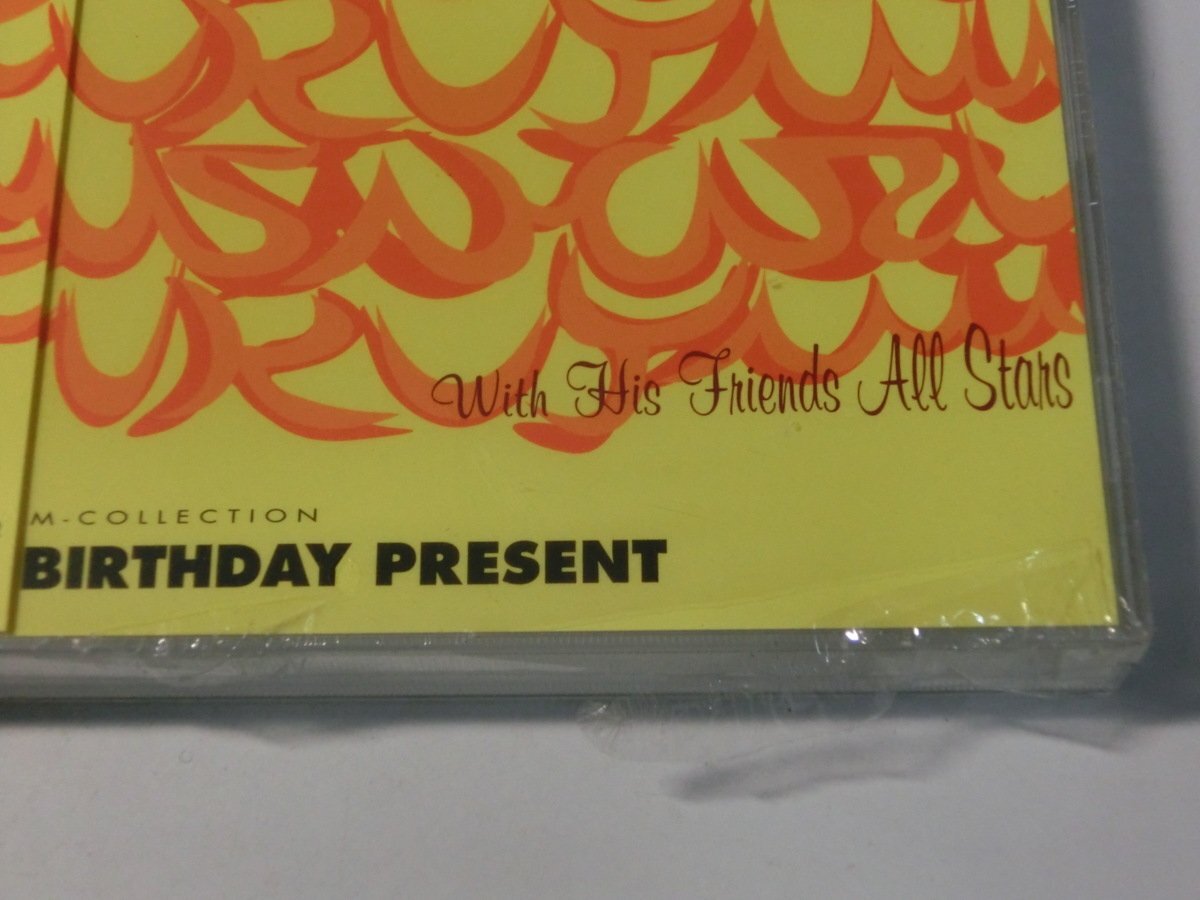 With His Friends All Stars
M-COLLECTION
BIRTHDAY PRESENT